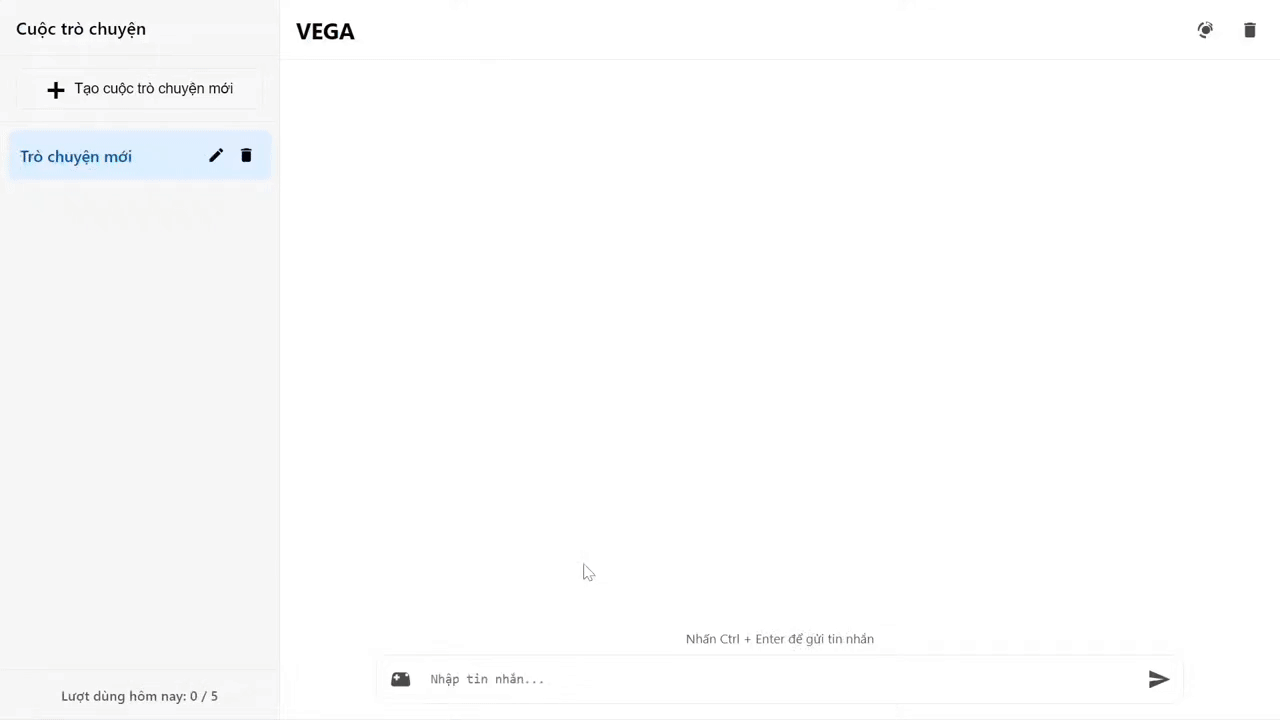 Cuộc trò chuyện
VEGA
Tạo cuộc trò chuyện mới
Trò chuyện mới
Nhấn Ctrl + Enter để gửi tin nhắn
Nhập tin nhắn...
Lượt dùng hôm nay: 0 / 5